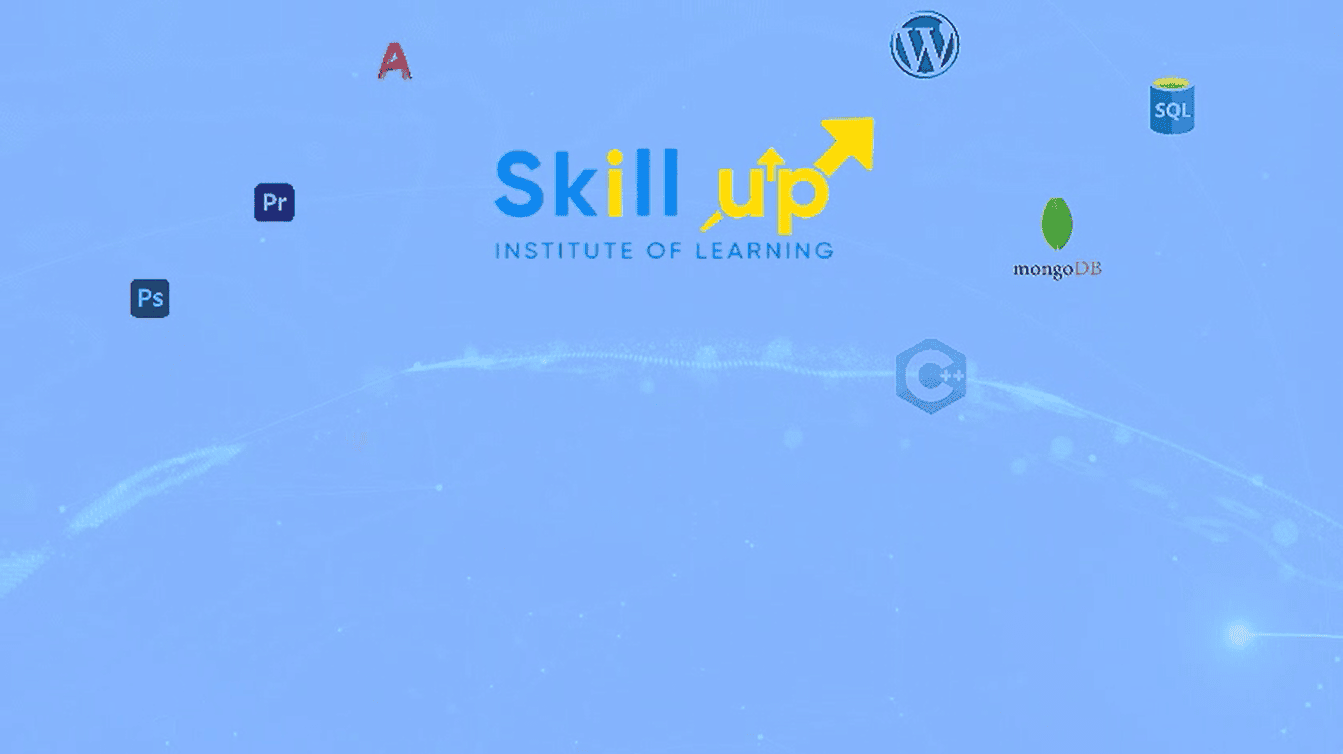 A
W
SQL
Skill up
INSTITUTE OF LEARNING
Pr
mongoDB
Ps
C++